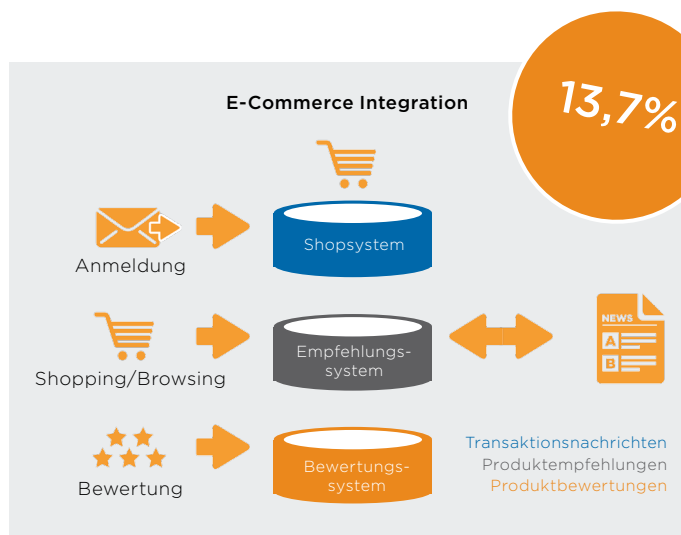 13,7%
E-Commerce Integration
Shopsystem
Anmeldung
Empfehlungs-
system
Shopping/Browsing
NEWS
A
B
Bewertungs-
system
Bewertung
Transaktionsnachrichten
Produktempfehlungen
Produktbewertungen